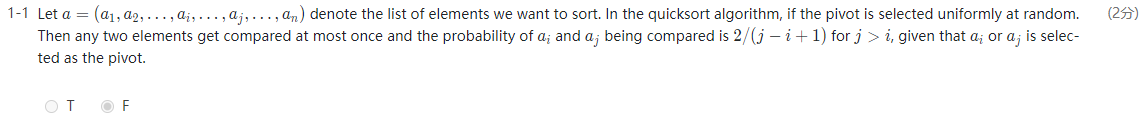 1-1 Let a = (a₁, a₂, . . . , aᵢ, . . . , aⱼ, . . . , aₙ) denote the list of elements we want to sort. In the quicksort algorithm, if the pivot is selected uniformly at random. (2分)
Then any two elements get compared at most once and the probability of aᵢ and aⱼ being compared is 2/(j − i + 1) for j > i, given that aᵢ or aⱼ is selec-
ted as the pivot.
T F